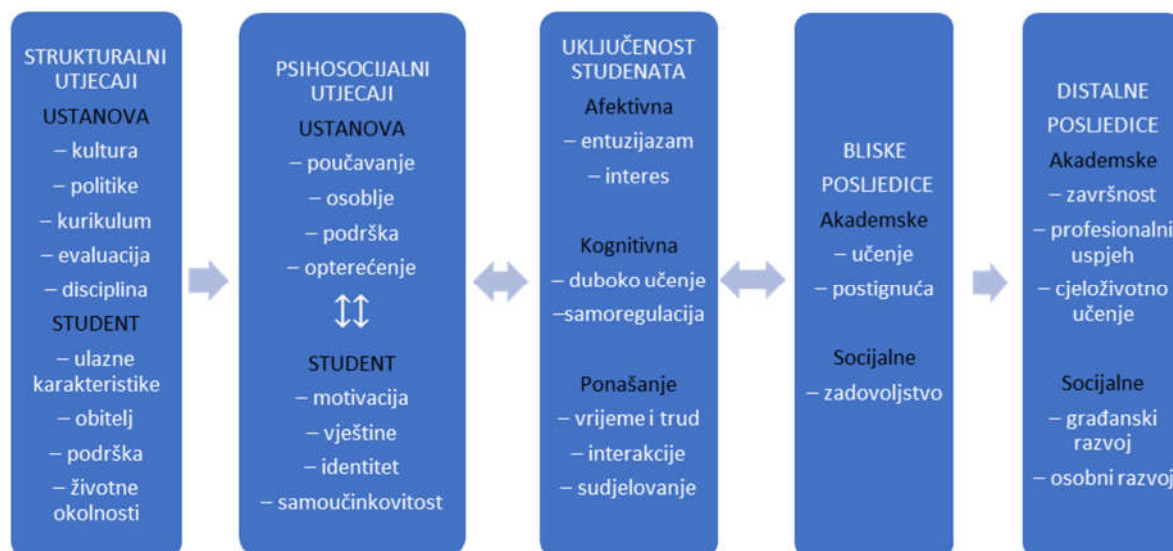 STRUKTURALNI
UTJECAJI
USTANOVA
– kultura
– politike
– kurikulum
– evaluacija
– disciplina
STUDENT
– ulazne
karakteristike
– obitelj
– podrška
– životne
okolnosti
PSIHOSOCIJALNI
UTJECAJI
USTANOVA
– poučavanje
– osoblje
– podrška
– opterećenje
STUDENT
– motivacija
– vještine
– identitet
– samoučinkovitost
UKLJUČENOST
STUDENATA
Afektivna
– entuzijazam
– interes
Kognitivna
– duboko učenje
–samoregulacija
Ponašanje
– vrijeme i trud
– interakcije
– sudjelovanje
BLISKE
POSLJEDICE
Akademske
– učenje
– postignuća
Socijalne
– zadovoljstvo
DISTALNE
POSLJEDICE
Akademske
– završnost
– profesionalni
uspjeh
– cjeloživotno
učenje
Socijalne
– građanski
razvoj
– osobni razvoj